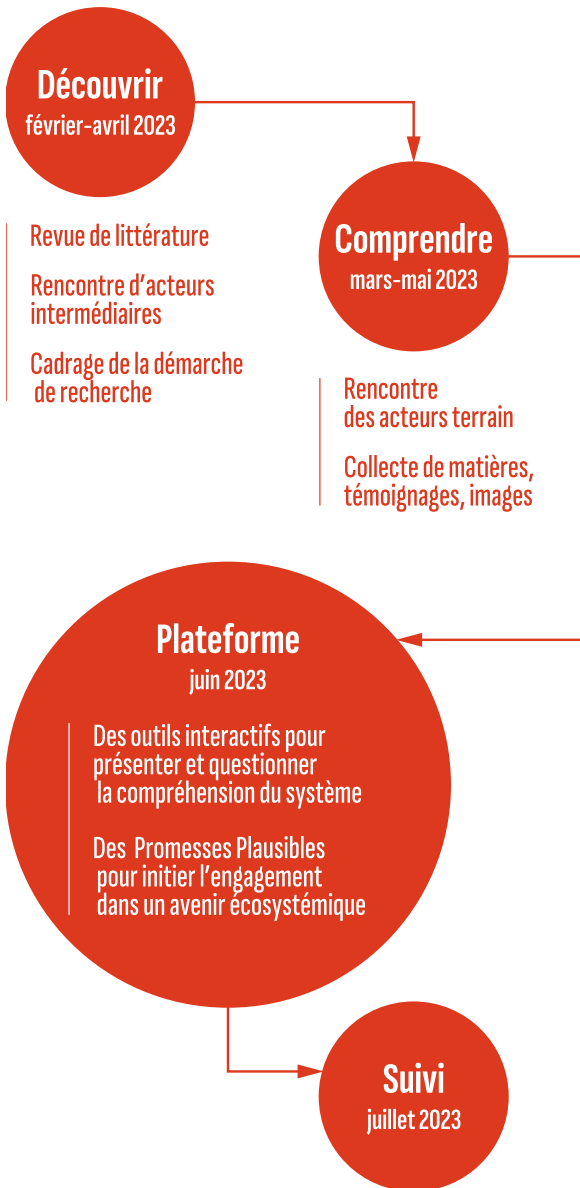 Découvrir
février-avril 2023
Revue de littérature
Rencontre d’acteurs
intermédiaires
Cadrage de la démarche
de recherche
Comprendre
mars-mai 2023
Rencontre
des acteurs terrain
Collecte de matières,
témoignages, images
Plateforme
juin 2023
Des outils interactifs pour
présenter et questionner
la compréhension du système
Des Promesses Plausibles
pour initier l’engagement
dans un avenir écosystémique
Suivi
juillet 2023